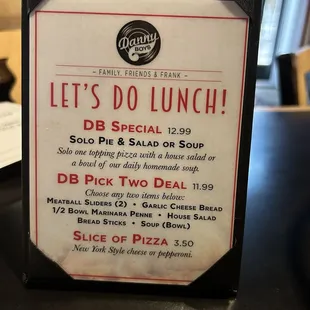 Danny
BOYS
– FAMILY, FRIENDS & FRANK –
LET'S DO LUNCH!
DB SPECIAL 12.99
SOLO PIE & SALAD OR SOUP
Solo one topping pizza with a house salad or
a bowl of our daily homemade soup.
DB PICK TWO DEAL 11.99
Choose any two items below:
MEATBALL SLIDERS (2) • GARLIC CHEESE BREAD
1/2 BOWL MARINARA PENNE • HOUSE SALAD
BREAD STICKS • SOUP (BOWL)
SLICE OF PIZZA 3.50
New York Style cheese or pepperoni.